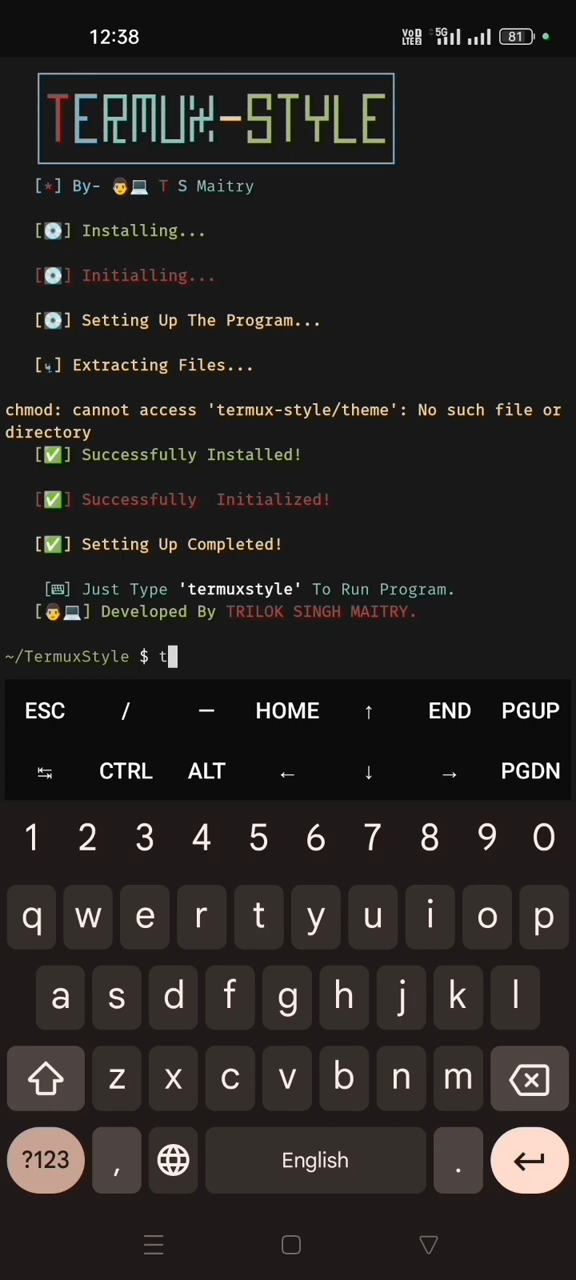 12:38
VoD LTE2 5G 81
TERMUX-STYLE
[*] By- 👨💻 T S Maitry
[💽] Installing...
[💽] Initialling...
[💽] Setting Up The Program...
[] Extracting Files...
chmod: cannot access 'termux-style/theme': No such file or
directory
[✅] Successfully Installed!
[✅] Successfully  Initialized!
[✅] Setting Up Completed!
[⌨] Just Type 'termuxstyle' To Run Program.
[👨💻] Developed By TRILOK SINGH MAITRY.
~/TermuxStyle $ t
ESC / — HOME ↑ END PGUP
↹ CTRL ALT ← ↓ → PGDN
1 2 3 4 5 6 7 8 9 0
q w e r t y u i o p
a s d f g h j k l
z x c v b n m
?123 , English .